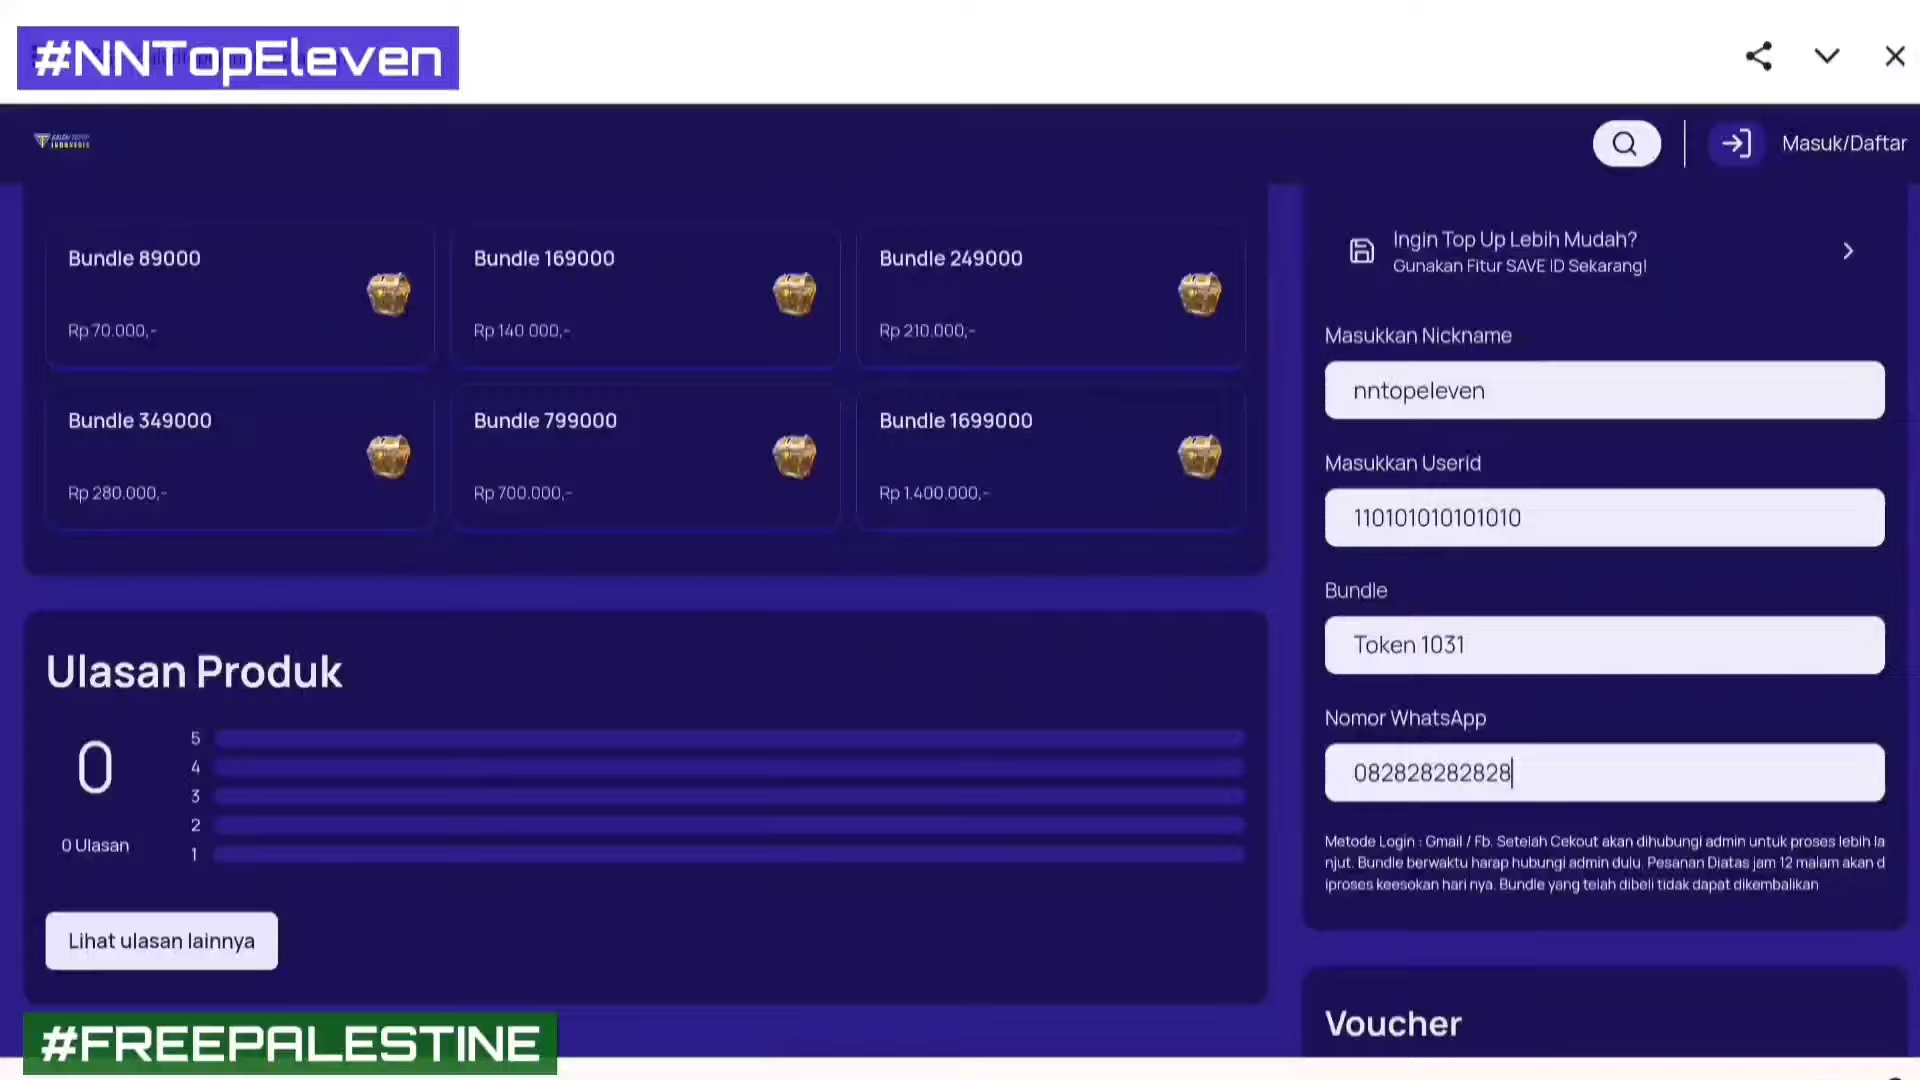 #NNTopEleven
INDONESIA
Masuk/Daftar
Bundle 89000
Rp 70.000,-
Bundle 169000
Rp 140.000,-
Bundle 249000
Rp 210.000,-
Bundle 349000
Rp 280.000,-
Bundle 799000
Rp 700.000,-
Bundle 1699000
Rp 1.400.000,-
Ulasan Produk
0
0 Ulasan
5
4
3
2
1
Lihat ulasan lainnya
#FREEPALESTINE
Ingin Top Up Lebih Mudah?
Gunakan Fitur SAVE ID Sekarang!
Masukkan Nickname
nntopeleven
Masukkan Userid
110101010101010
Bundle
Token 1031
Nomor WhatsApp
082828282828
Metode Login : Gmail / Fb. Setelah Cekout akan dihubungi admin untuk proses lebih la
njut. Bundle berwaktu harap hubungi admin dulu. Pesanan Diatas jam 12 malam akan d
iproses keesokan hari nya. Bundle yang telah dibeli tidak dapat dikembalikan
Voucher